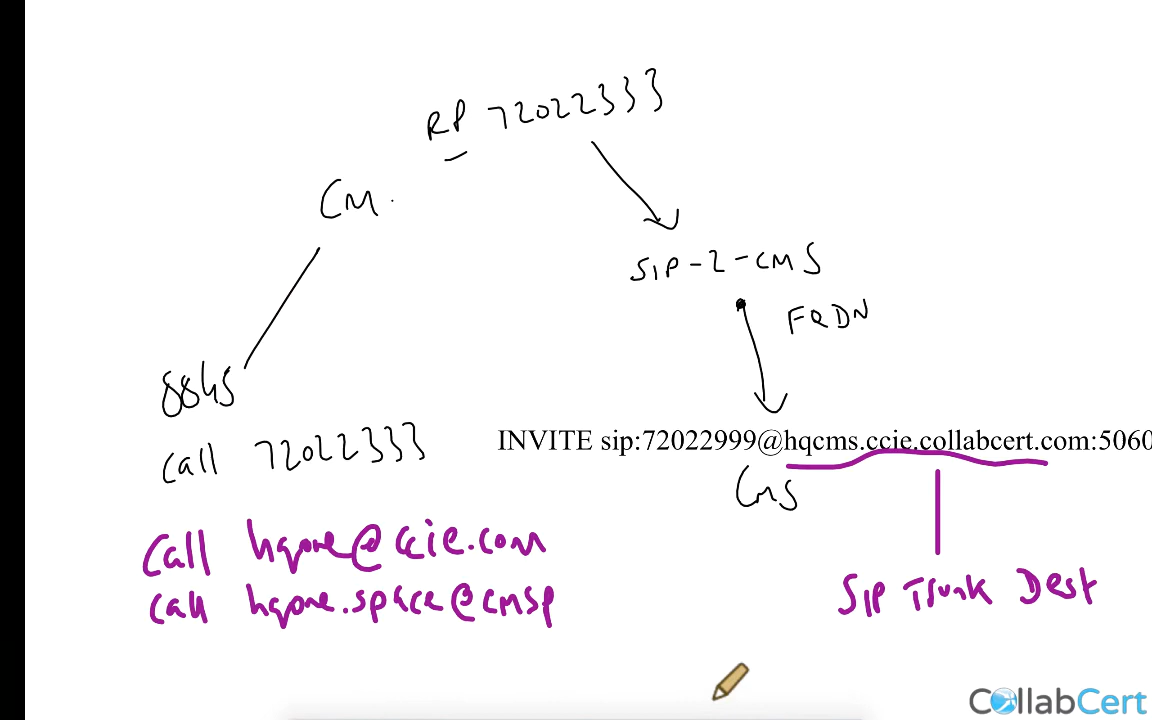 RP 72022333
CM.
SIP-2-CMS
FQDN
8845
call 72022333
INVITE sip:72022999@hqcms.ccie.collabcert.com:5060
CMS
Call hqone@ccie.com
call hqone.space@cmsp
SIP Trunk Dest
CollabCert